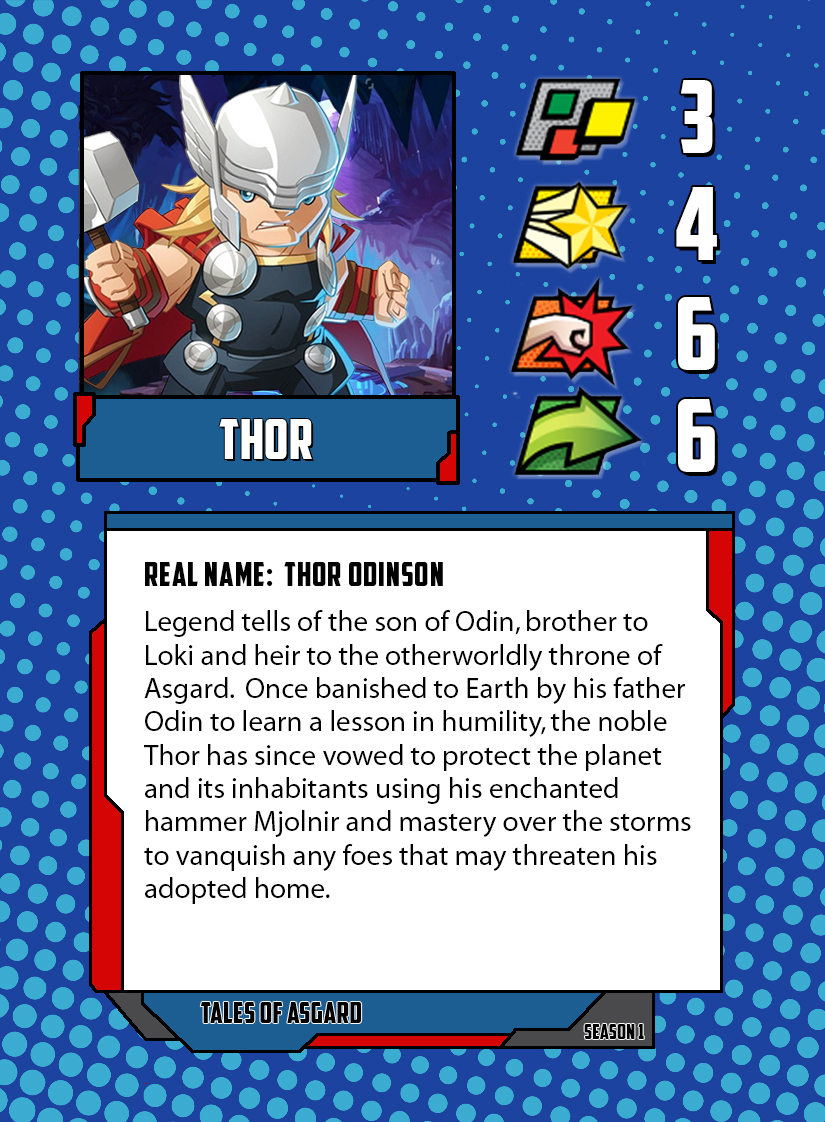 3
4
6
6
THOR
REAL NAME: THOR ODINSON
Legend tells of the son of Odin, brother to
Loki and heir to the otherworldly throne of
Asgard. Once banished to Earth by his father
Odin to learn a lesson in humility, the noble
Thor has since vowed to protect the planet
and its inhabitants using his enchanted
hammer Mjolnir and mastery over the storms
to vanquish any foes that may threaten his
adopted home.
TALES OF ASGARD
SEASON 1